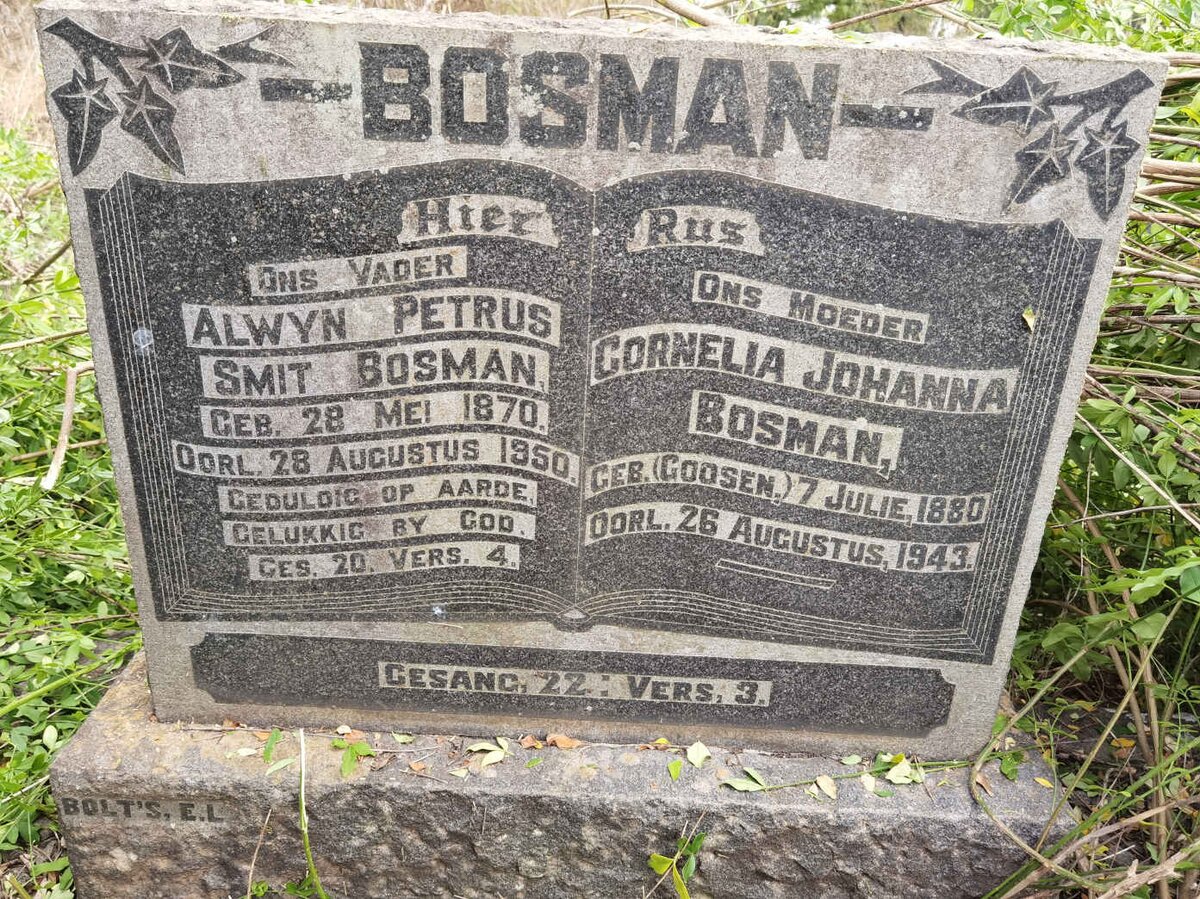 BOSMAN
Hier Rus
Ons Vader
Alwyn Petrus
Smit Bosman,
Geb. 28 Mei 1870.
Oorl. 28 Augustus 1950.
Geduldig op aarde,
Gelukkig by God.
Ges. 20. Vers. 4.
Ons Moeder
Cornelia Johanna
Bosman,
Geb. (Goosen,) 7 Julie, 1880
Oorl. 26 Augustus, 1943.
Gesang, 22: Vers, 3.
BOLT'S, E.L